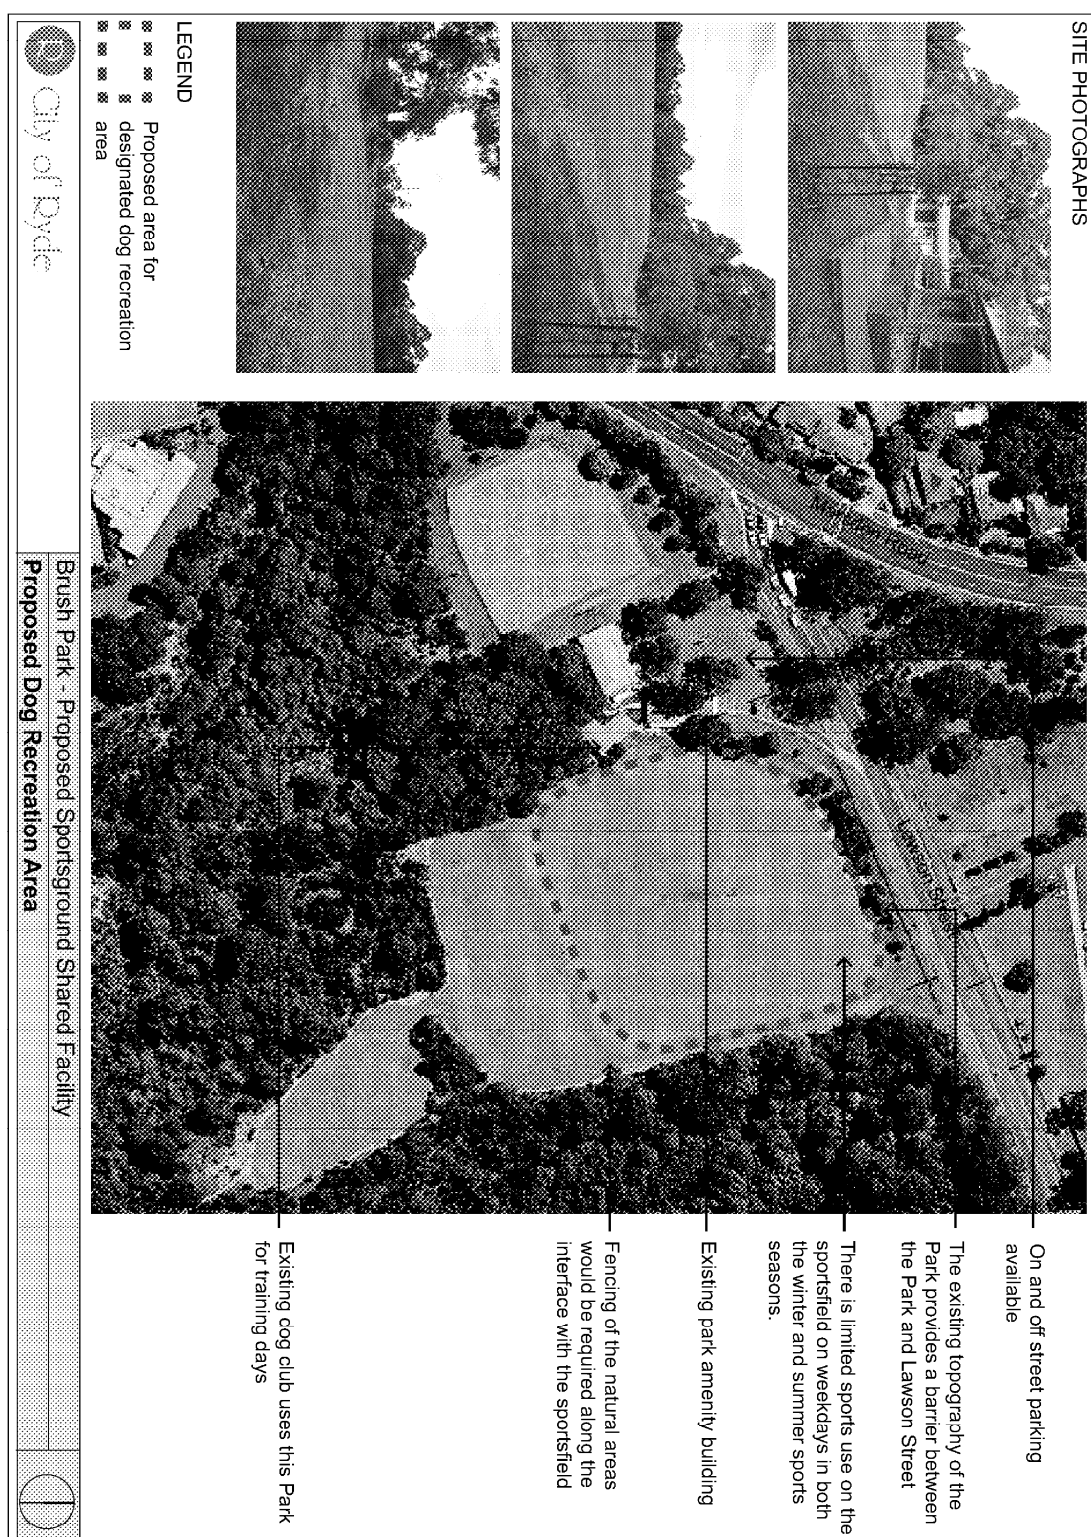 SITE PHOTOGRAPHS
On and off street parking
available
The existing topography of the
Park provides a barrier between
the Park and Lawson Street
There is limited sports use on the
sportsfield on weekdays in both
the winter and summer sports
seasons.
Existing park amenity building
Fencing of the natural areas
would be required along the
interface with the sportsfield
Existing cog club uses this Park
for training days
Lawson Street
LEGEND
Proposed area for
designated dog recreation
area
City of Ryde
Brush Park - Proposed Sportsground Shared Facility
Proposed Dog Recreation Area